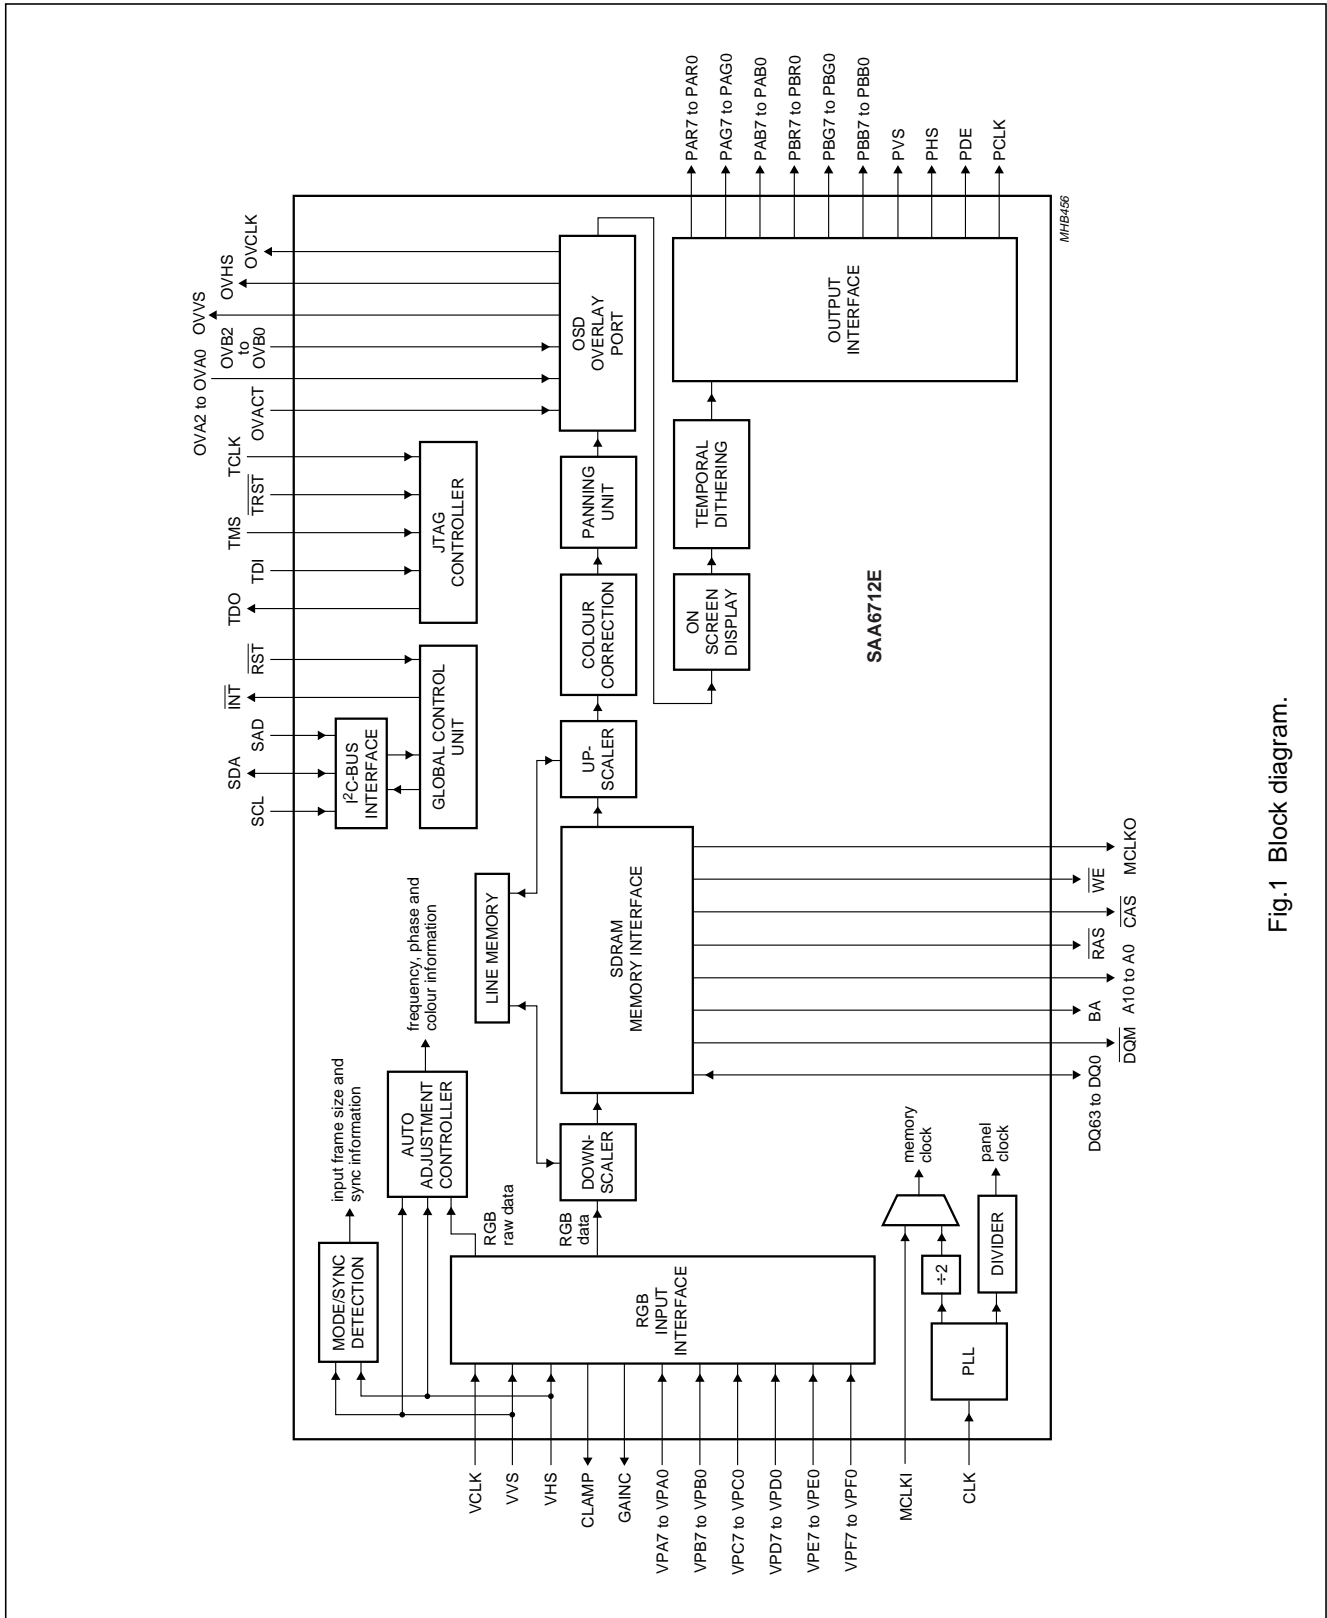 SCL
SDA
SAD
INT
RST
TDO
TDI
TMS
TRST
TCLK
OVACT
OVA2 to OVA0
OVB2
to
OVB0
OVVS
OVHS
OVCLK
I²C-BUS
INTERFACE
GLOBAL CONTROL
UNIT
JTAG
CONTROLLER
input frame size and
sync information
MODE/SYNC
DETECTION
frequency, phase and
colour information
AUTO
ADJUSTMENT
CONTROLLER
LINE MEMORY
RGB
raw data
RGB
data
RGB
INPUT
INTERFACE
DOWN-
SCALER
SDRAM
MEMORY INTERFACE
UP-
SCALER
COLOUR
CORRECTION
PANNING
UNIT
OSD
OVERLAY
PORT
ON
SCREEN
DISPLAY
TEMPORAL
DITHERING
OUTPUT
INTERFACE
VCLK
VVS
VHS
CLAMP
GAINC
VPA7 to VPA0
VPB7 to VPB0
VPC7 to VPC0
VPD7 to VPD0
VPE7 to VPE0
VPF7 to VPF0
MCLKI
CLK
PAR7 to PAR0
PAG7 to PAG0
PAB7 to PAB0
PBR7 to PBR0
PBG7 to PBG0
PBB7 to PBB0
PVS
PHS
PDE
PCLK
SAA6712E
PLL
÷2
DIVIDER
memory
clock
panel
clock
DQ63 to DQ0
DQM
BA
A10 to A0
RAS
CAS
WE
MCLKO
MHB456
Fig.1 Block diagram.